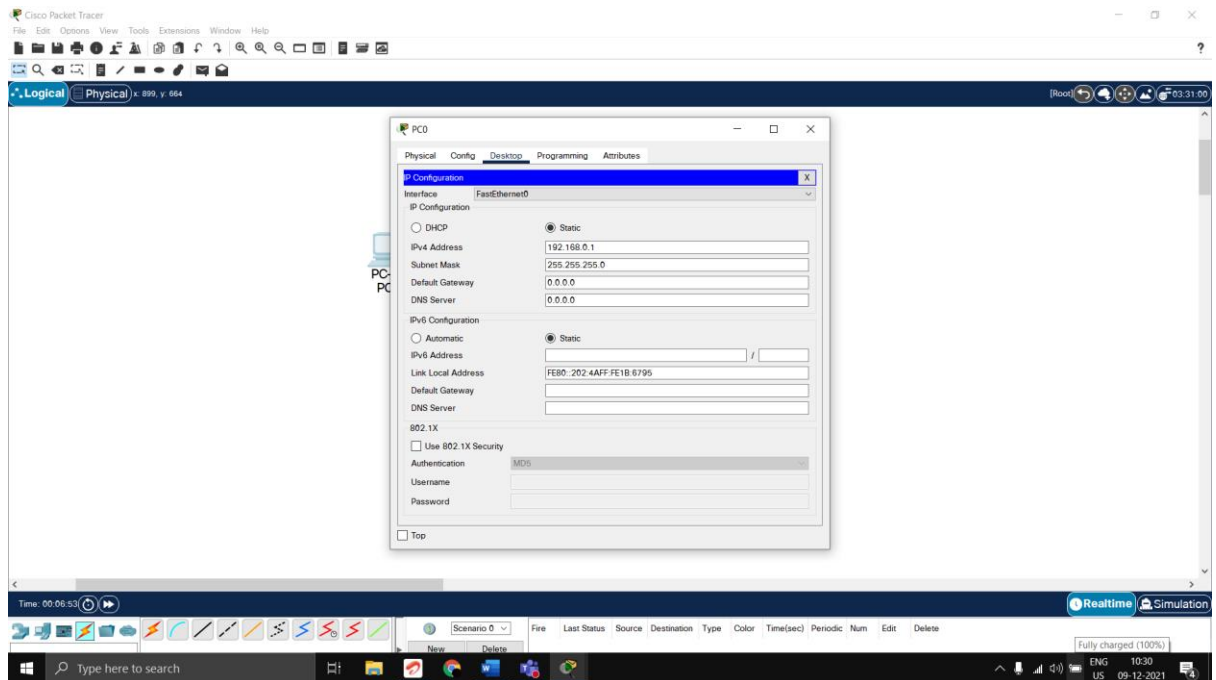 Cisco Packet Tracer
File Edit Options View Tools Extensions Window Help
?
Logical Physical x: 899, y: 664 [Root] 03:31:00
PC0
Physical Config Desktop Programming Attributes
IP Configuration X
Interface FastEthernet0
IP Configuration
DHCP Static
IPv4 Address 192.168.0.1
Subnet Mask 255.255.255.0
Default Gateway 0.0.0.0
DNS Server 0.0.0.0
IPv6 Configuration
Automatic Static
IPv6 Address /
Link Local Address FE80::202:4AFF:FE1B:6795
Default Gateway
DNS Server
802.1X
Use 802.1X Security
Authentication MD5
Username
Password
Top
PC-
PC
Time: 00:06:53 Realtime Simulation
Scenario 0 Fire Last Status Source Destination Type Color Time(sec) Periodic Num Edit Delete
New Delete
Fully charged (100%)
Type here to search
ENG 10:30
US 09-12-2021
4